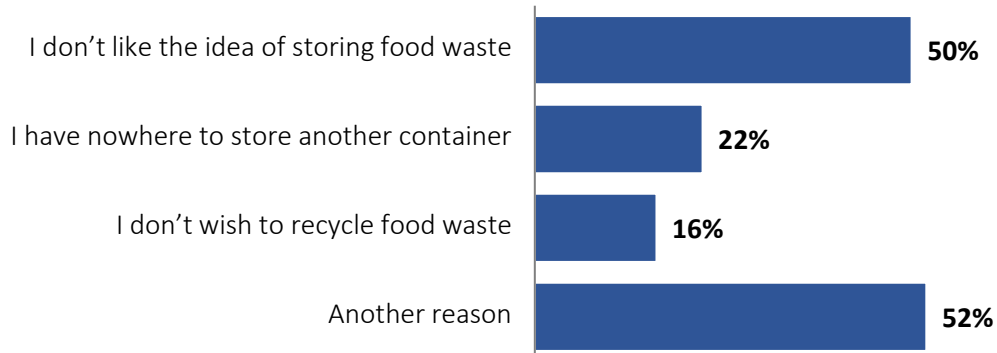 I don’t like the idea of storing food waste 50%
I have nowhere to store another container 22%
I don’t wish to recycle food waste 16%
Another reason 52%